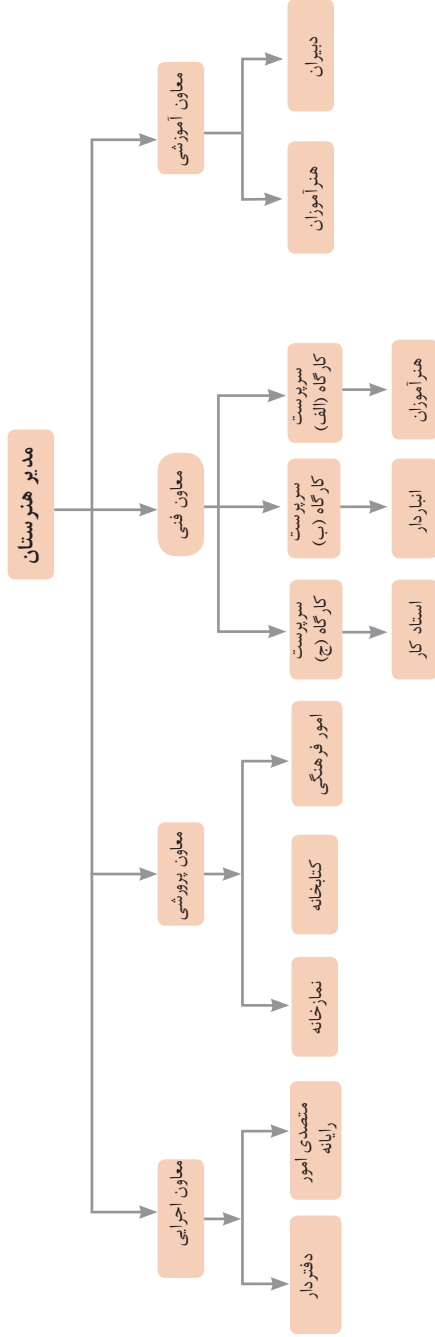 مدیر هنرستان
معاون آموزشی
معاون فنی
معاون پرورشی
معاون اجرایی
دبیران
هنرآموزان
سرپرست
کارگاه (الف)
سرپرست
کارگاه (ب)
سرپرست
کارگاه (ج)
امور فرهنگی
کتابخانه
نمازخانه
متصدی امور
رایانه
دفتردار
هنرآموزان
انباردار
استاد کار